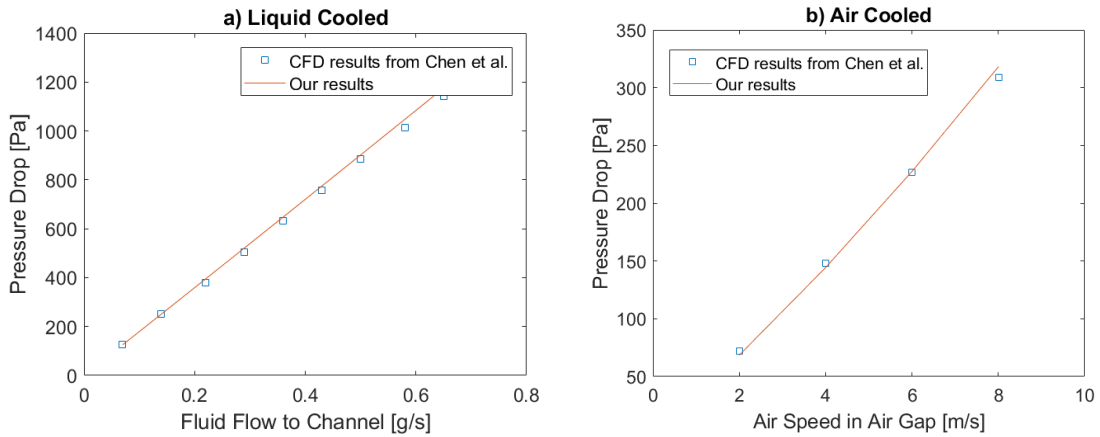 a) Liquid Cooled
1400
1200
1000
800
600
400
200
0
Pressure Drop [Pa]
CFD results from Chen et al.
Our results
0 0.2 0.4 0.6 0.8
Fluid Flow to Channel [g/s]
b) Air Cooled
350
300
250
200
150
100
50
Pressure Drop [Pa]
CFD results from Chen et al.
Our results
0 2 4 6 8 10
Air Speed in Air Gap [m/s]